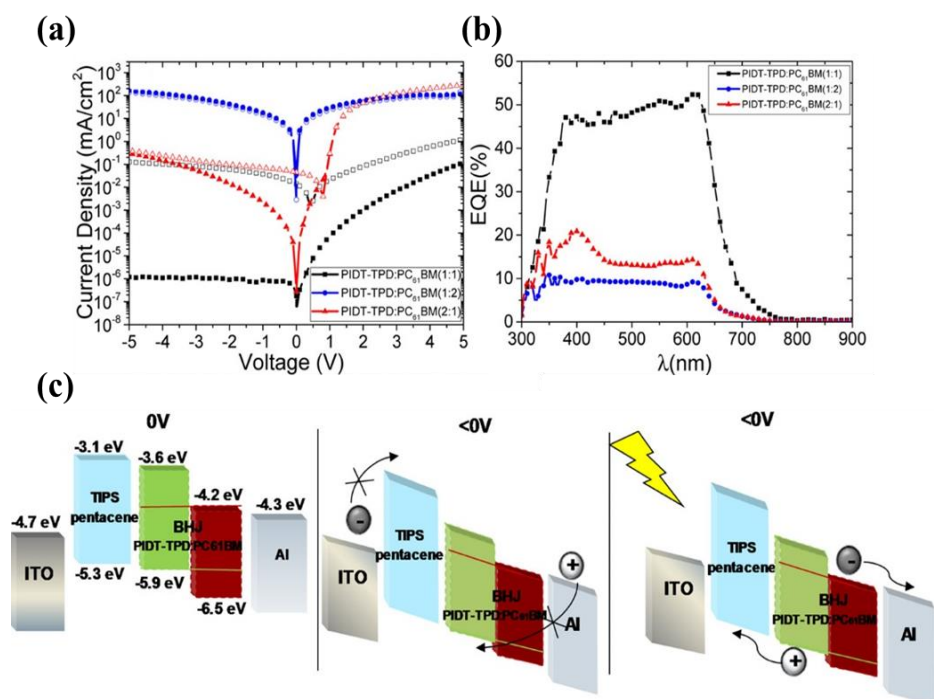 (a)
(b)
10³
10²
10¹
10⁰
10⁻¹
10⁻²
10⁻³
10⁻⁴
10⁻⁵
10⁻⁶
10⁻⁷
10⁻⁸
Current Density (mA/cm²)
-5 -4 -3 -2 -1 0 1 2 3 4 5
Voltage (V)
PIDT-TPD:PC₆₁BM(1:1)
PIDT-TPD:PC₆₁BM(1:2)
PIDT-TPD:PC₆₁BM(2:1)
60
50
40
30
20
10
0
EQE(%)
300 400 500 600 700 800 900
λ(nm)
PIDT-TPD:PC₆₁BM(1:1)
PIDT-TPD:PC₆₁BM(1:2)
PIDT-TPD:PC₆₁BM(2:1)
(c)
0V
-3.1 eV
-3.6 eV
-4.2 eV
-4.3 eV
-4.7 eV
TIPS
pentacene
BHJ
PIDT-TPD:PC61BM
ITO
Al
-5.3 eV
-5.9 eV
-6.5 eV
<0V
-
TIPS
pentacene
+
ITO
BHJ
PIDT-TPD:PC₆₁BM
Al
<0V
TIPS
pentacene
-
ITO
BHJ
PIDT-TPD:PC₆₁BM
Al
+